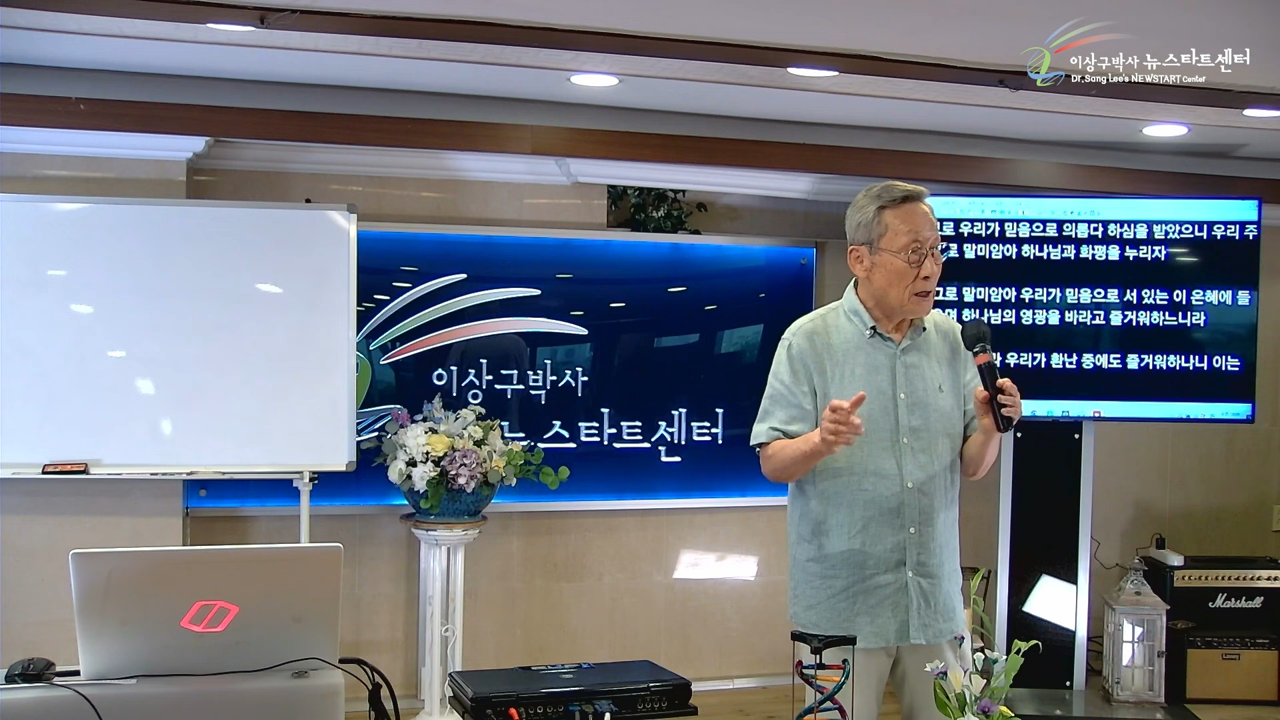 이상구박사 뉴스타트센터
Dr. Sang Lee's NEWSTART Center
우리가 믿음으로 의롭다 하심을 받았으니 우리 주
말미암아 하나님과 화평을 누리자
말미암아 우리가 믿음으로 서 있는 이 은혜에 들
하나님의 영광을 바라고 즐거워하느니라
우리가 환난 중에도 즐거워하나니 이는
이상구박사
뉴스타트센터
Marshall
Laney